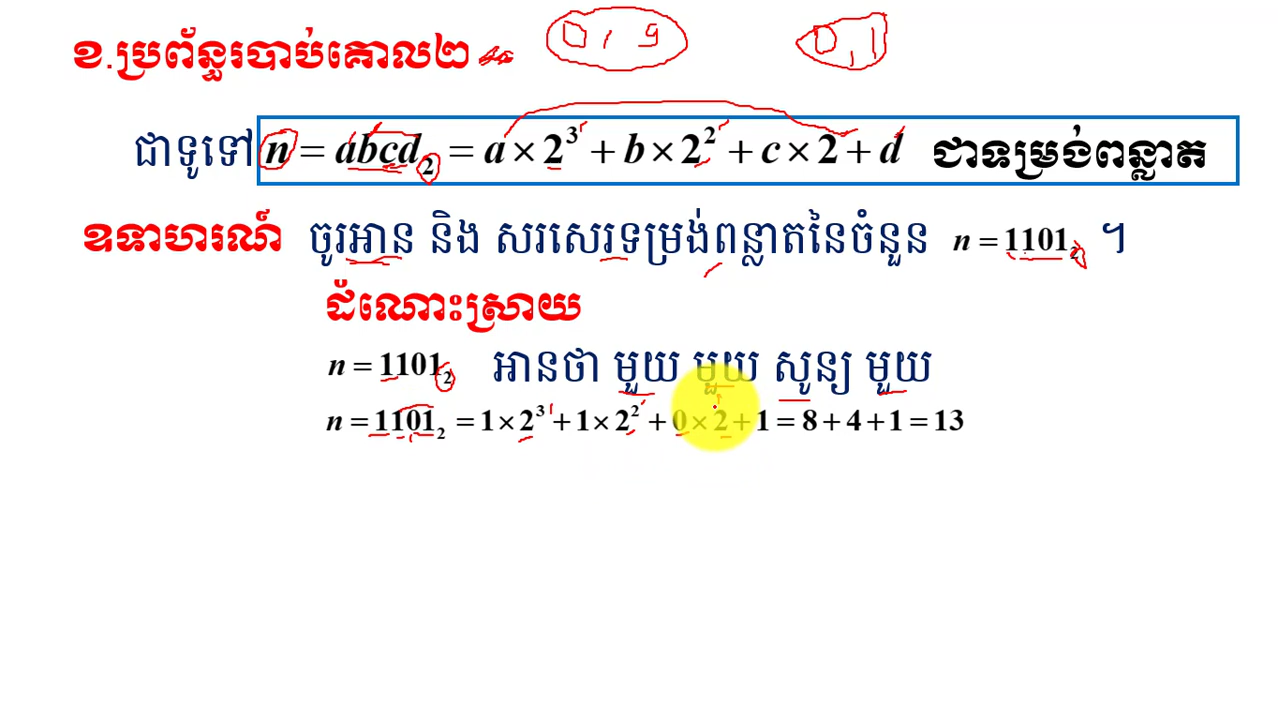 ខ.ប្រព័ន្ធរបាប់គោល២ 0 , 9 0 , 1
ជាទូទៅ n = abcd₂ = a × 2³ + b × 2² + c × 2 + d ជាទម្រង់ពន្លាត
ឧទាហរណ៍ ចូរអាន និង សរសេរទម្រង់ពន្លាតនៃចំនួន n = 1101₂ ។
ដំណោះស្រាយ
n = 1101₂ អានថា មួយ មួយ សូន្យ មួយ
n = 1101₂ = 1 × 2³ + 1 × 2² + 0 × 2 + 1 = 8 + 4 + 1 = 13